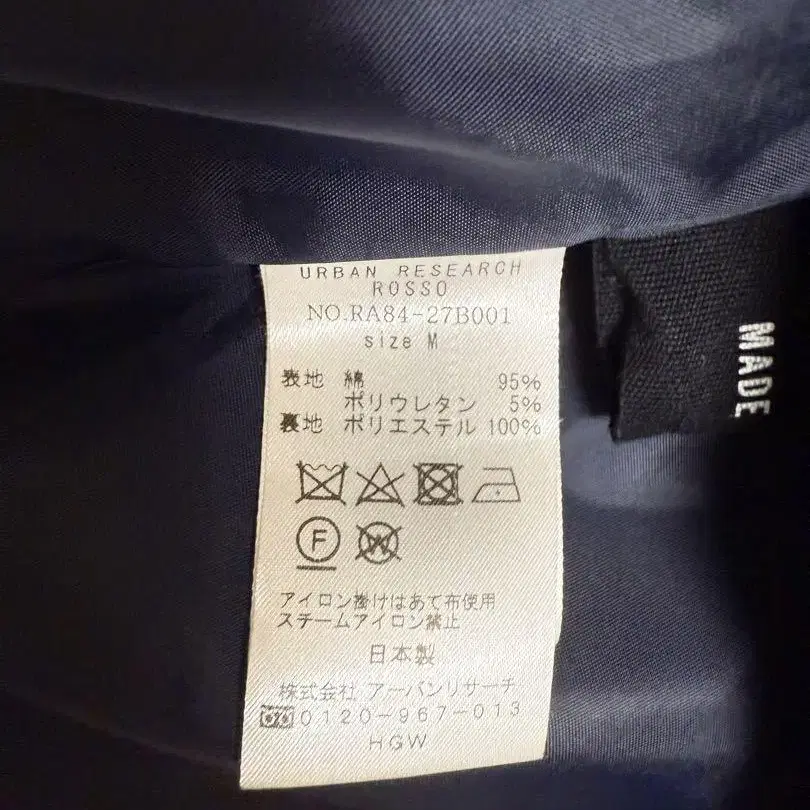 URBAN RESEARCH
ROSSO
NO.RA84-27B001
size M
表地 綿 95%
ポリウレタン 5%
裏地 ポリエステル 100%
F
W
アイロン掛けはあて布使用
スチームアイロン禁止
日本製
株式会社 アーバンリサーチ
0120-967-013
HGW
MADE